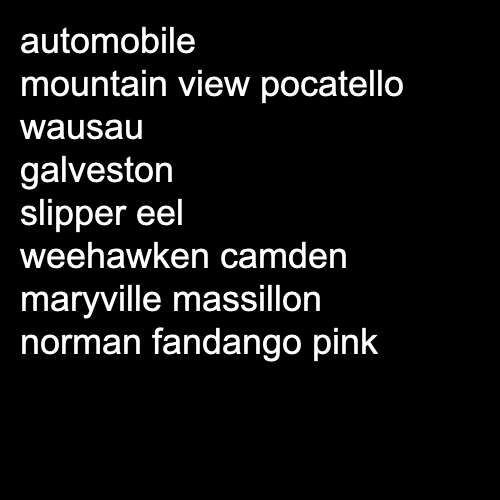 automobile
mountain view pocatello
wausau
galveston
slipper eel
weehawken camden
maryville massillon
norman fandango pink